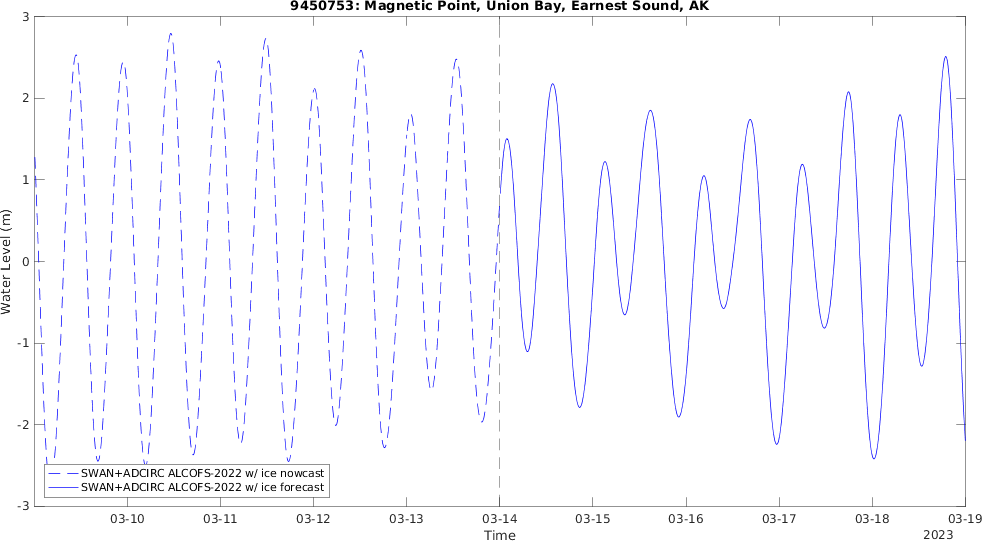 9450753: Magnetic Point, Union Bay, Earnest Sound, AK
3
2
1
0
-1
-2
-3
Water Level (m)
SWAN+ADCIRC ALCOFS-2022 w/ ice nowcast
SWAN+ADCIRC ALCOFS-2022 w/ ice forecast
03-10 03-11 03-12 03-13 03-14 03-15 03-16 03-17 03-18 03-19
Time
2023